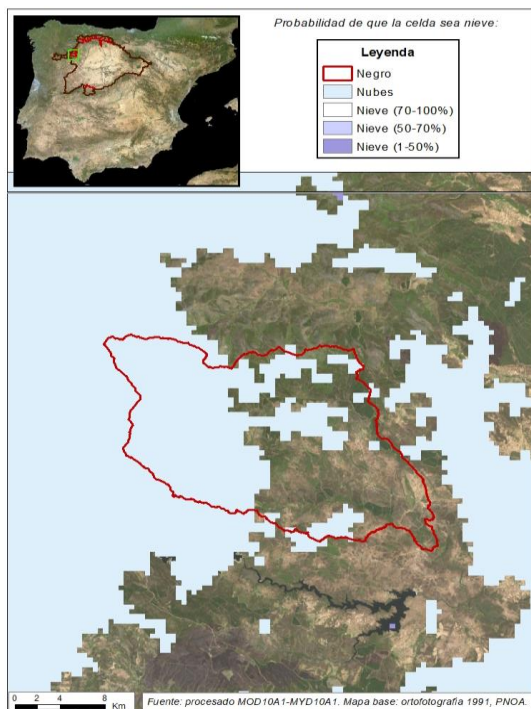 Probabilidad de que la celda sea nieve:
Leyenda
Negro
Nubes
Nieve (70-100%)
Nieve (50-70%)
Nieve (1-50%)
0 2 4 8
Km
Fuente: procesado MOD10A1-MYD10A1. Mapa base: ortofotografia 1991, PNOA